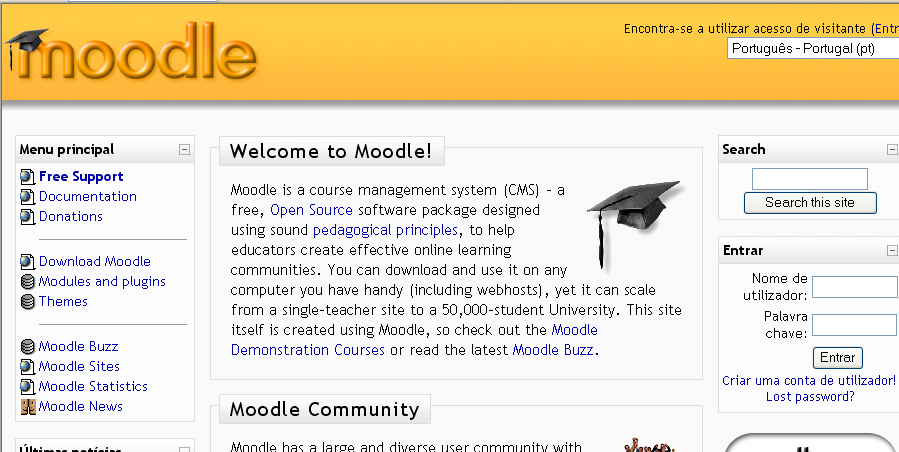 moodle
Encontra-se a utilizar acesso de visitante (Entr
Português - Portugal (pt)
Menu principal
Free Support
Documentation
Donations
Download Moodle
Modules and plugins
Themes
Moodle Buzz
Moodle Sites
Moodle Statistics
Moodle News
Últimas notícias
Welcome to Moodle!
Moodle is a course management system (CMS) - a
free, Open Source software package designed
using sound pedagogical principles, to help
educators create effective online learning
communities. You can download and use it on any
computer you have handy (including webhosts), yet it can scale
from a single-teacher site to a 50,000-student University. This site
itself is created using Moodle, so check out the Moodle
Demonstration Courses or read the latest Moodle Buzz.
Moodle Community
Moodle has a large and diverse user community with
Search
Search this site
Entrar
Nome de
utilizador:
Palavra
chave:
Entrar
Criar uma conta de utilizador!
Lost password?